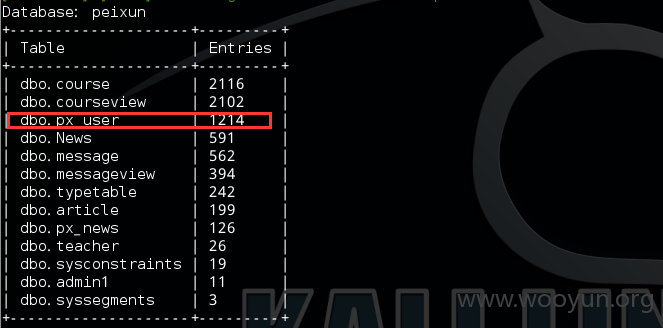 Database: peixun
+--------------------+---------+
| Table | Entries |
+--------------------+---------+
| dbo.course | 2116 |
| dbo.courseview | 2102 |
| dbo.px_user | 1214 |
| dbo.News | 591 |
| dbo.message | 562 |
| dbo.messageview | 394 |
| dbo.typetable | 242 |
| dbo.article | 199 |
| dbo.px_news | 126 |
| dbo.teacher | 26 |
| dbo.sysconstraints | 19 |
| dbo.admin1 | 11 |
| dbo.syssegments | 3 |
+--------------------+---------+
www.wooyun.org